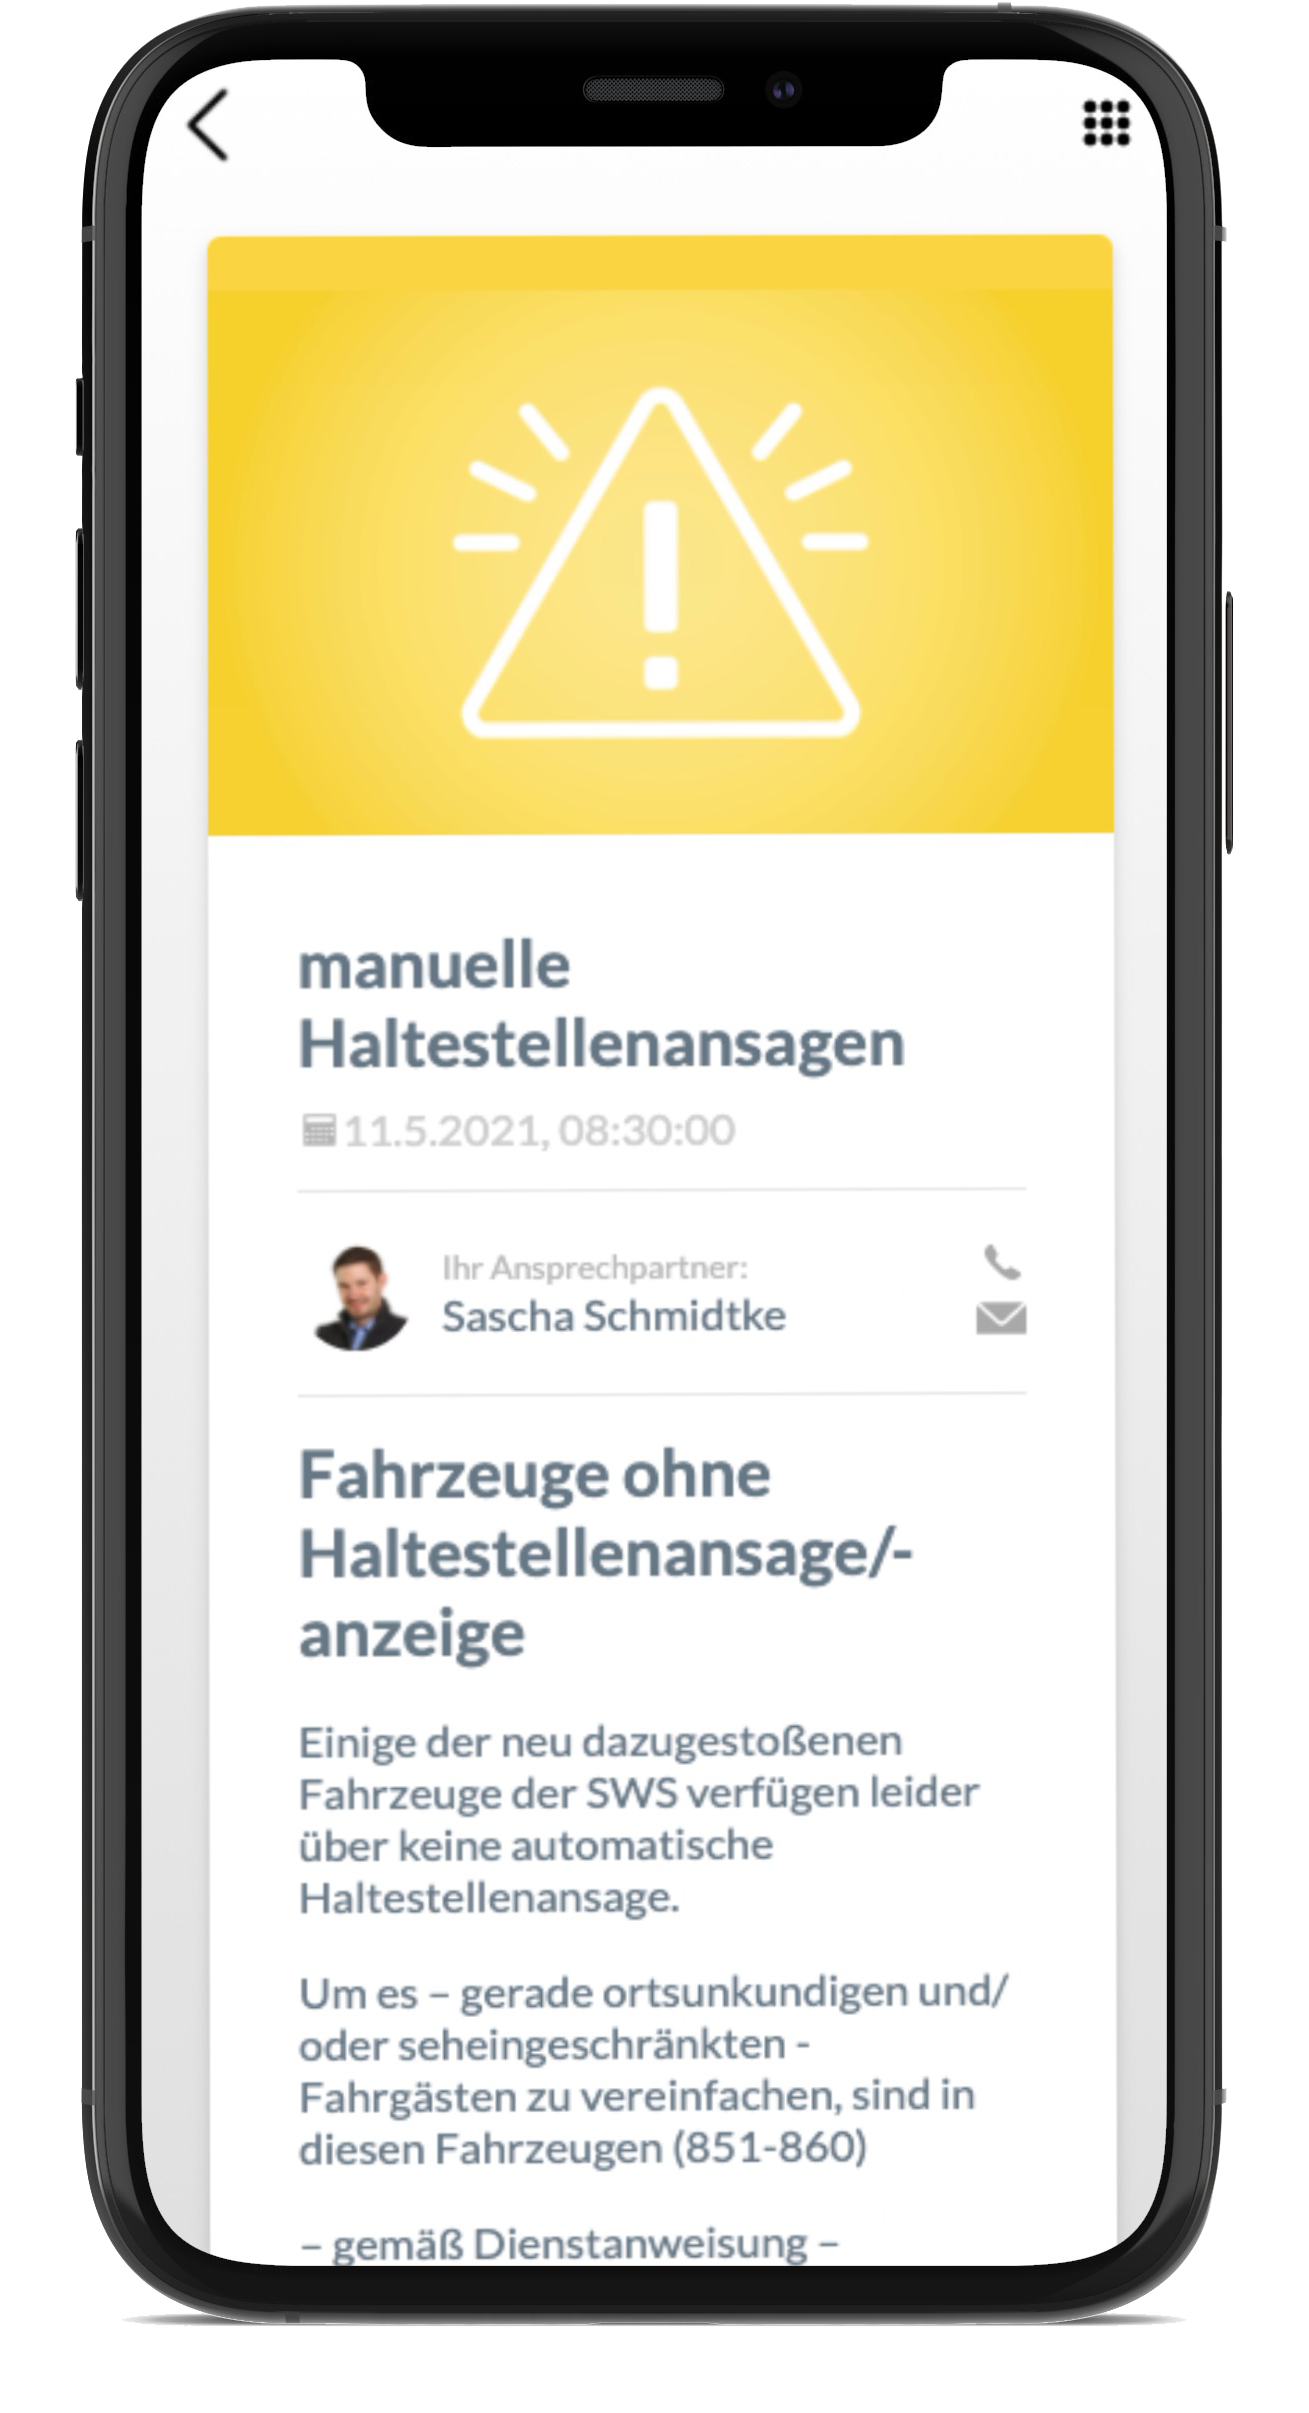 manuelle
Haltestellenansagen
11.5.2021, 08:30:00
Ihr Ansprechpartner:
Sascha Schmidtke
Fahrzeuge ohne
Haltestellenansage/-
anzeige
Einige der neu dazugestoßenen
Fahrzeuge der SWS verfügen leider
über keine automatische
Haltestellenansage.
Um es – gerade ortsunkundigen und/
oder seheingeschränkten -
Fahrgästen zu vereinfachen, sind in
diesen Fahrzeugen (851-860)
– gemäß Dienstanweisung –